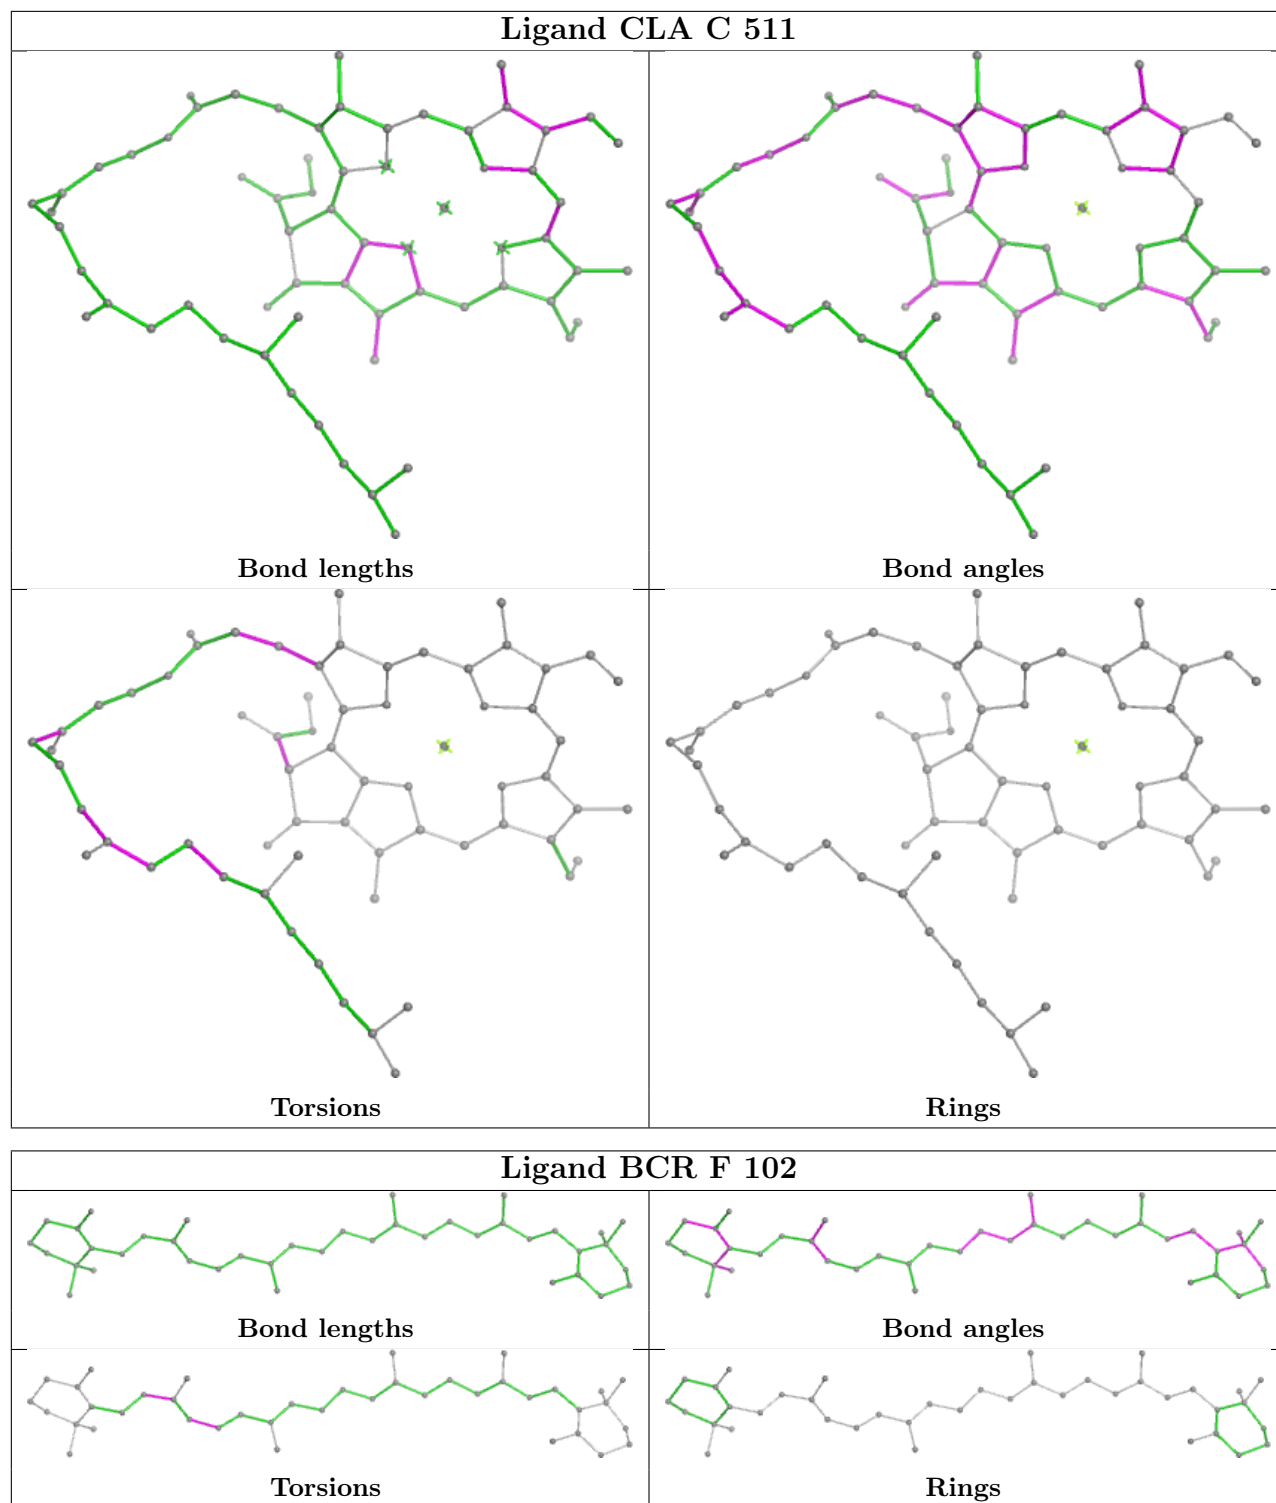 Ligand CLA C 511
Bond lengths
Bond angles
Torsions
Rings
Ligand BCR F 102
Bond lengths
Bond angles
Torsions
Rings